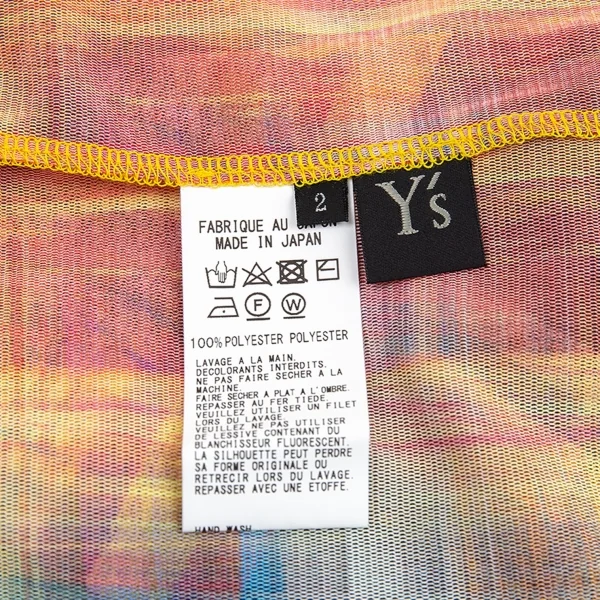 2
Y's
FABRIQUE AU JAPON
MADE IN JAPAN
F
W
100%POLYESTER POLYESTER
LAVAGE A LA MAIN.
DECOLORANTS INTERDITS.
NE PAS FAIRE SECHER A LA
MACHINE.
FAIRE SECHER A PLAT A L'OMBRE.
REPASSER AU FER TIEDE.
VEUILLEZ UTILISER UN FILET
LORS DU LAVAGE.
VEUILLEZ NE PAS UTILISER
DE LESSIVE CONTENANT DU
BLANCHISSEUR FLUORESCENT.
LA SILHOUETTE PEUT PERDRE
SA FORME ORIGINALE OU
RETRECIR LORS DU LAVAGE.
REPASSER AVEC UNE ETOFFE.
HAND WASH